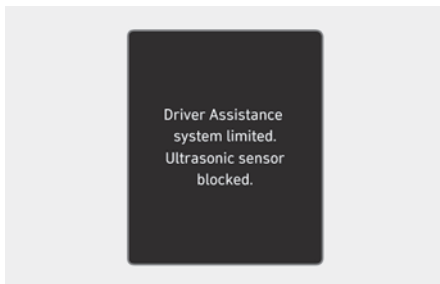 Driver Assistance
system limited.
Ultrasonic sensor
blocked.